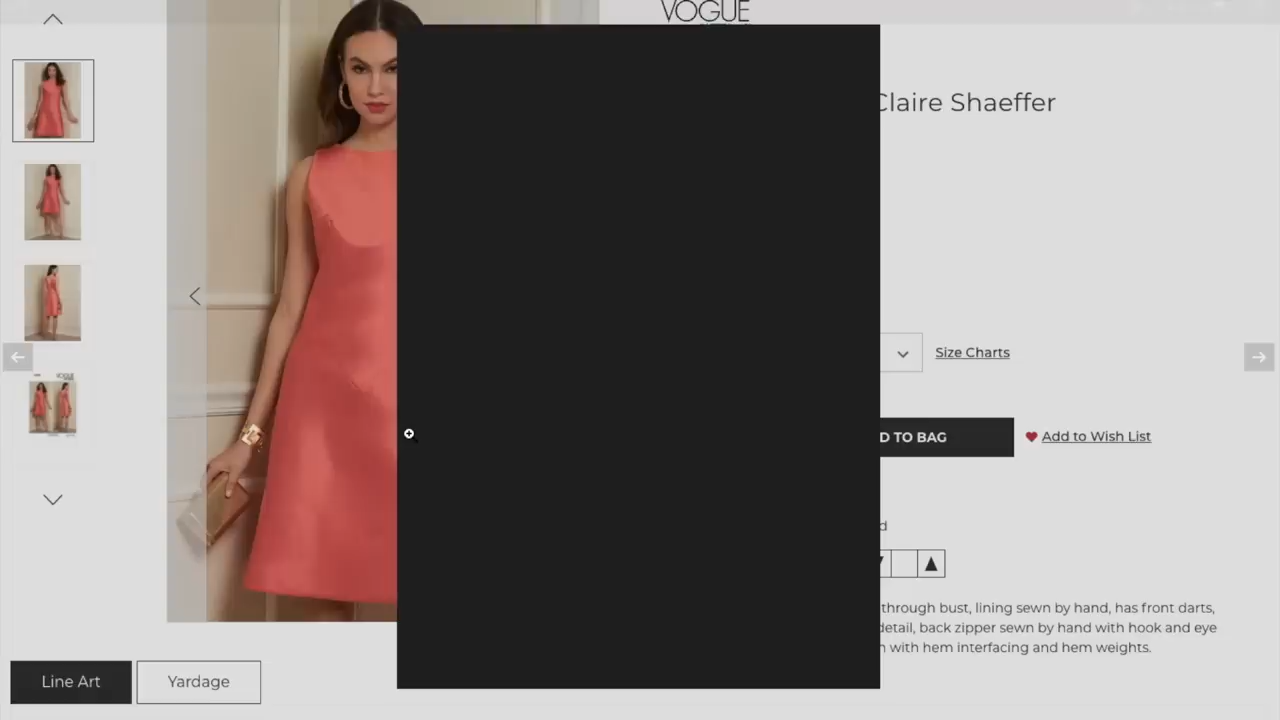 VOGUE
Claire Shaeffer
Size Charts
D TO BAG
Add to Wish List
d
through bust, lining sewn by hand, has front darts,
detail, back zipper sewn by hand with hook and eye
with hem interfacing and hem weights.
Line Art
Yardage